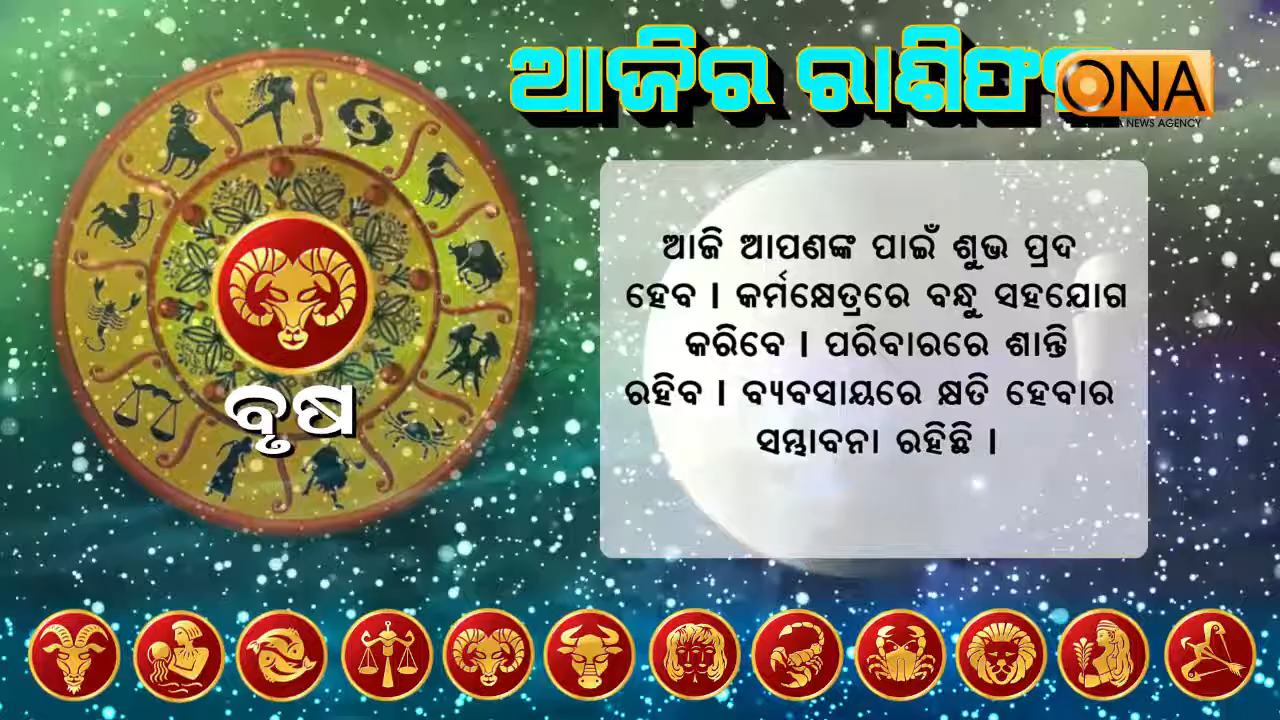 ଆଜିର ରାଶିଫଳ
ONA
NEWS AGENCY
ଆଜି ଆପଣଙ୍କ ପାଇଁ ଶୁଭ ପ୍ରଦ
ହେବ । କର୍ମକ୍ଷେତ୍ରରେ ବନ୍ଧୁ ସହଯୋଗ
କରିବେ । ପରିବାରରେ ଶାନ୍ତି
ରହିବ । ବ୍ୟବସାୟରେ କ୍ଷତି ହେବାର
ସମ୍ଭାବନା ରହିଛି ।
ବୃଷ